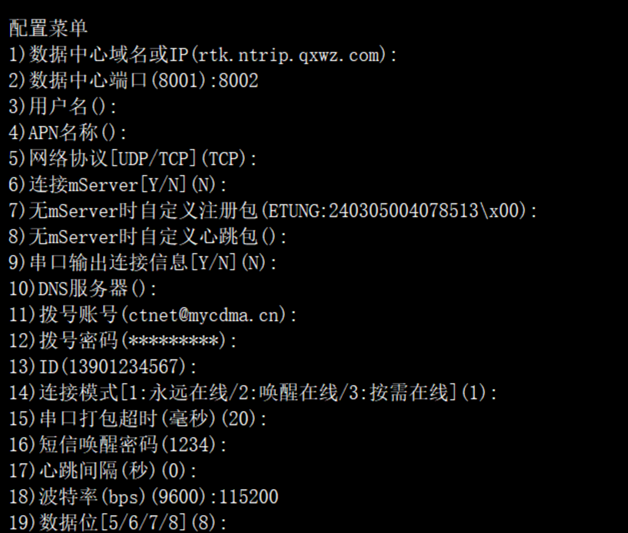 配置菜单
1)数据中心域名或IP(rtk.ntrip.qxwz.com):
2)数据中心端口(8001):8002
3)用户名():
4)APN名称():
5)网络协议[UDP/TCP](TCP):
6)连接mServer[Y/N](N):
7)无mServer时自定义注册包(ETUNG:240305004078513\x00):
8)无mServer时自定义心跳包():
9)串口输出连接信息[Y/N](N):
10)DNS服务器():
11)拨号账号(ctnet@mycdma.cn):
12)拨号密码(*********):
13)ID(13901234567):
14)连接模式[1:永远在线/2:唤醒在线/3:按需在线](1):
15)串口打包超时(毫秒)(20):
16)短信唤醒密码(1234):
17)心跳间隔(秒)(0):
18)波特率(bps)(9600):115200
19)数据位[5/6/7/8](8):